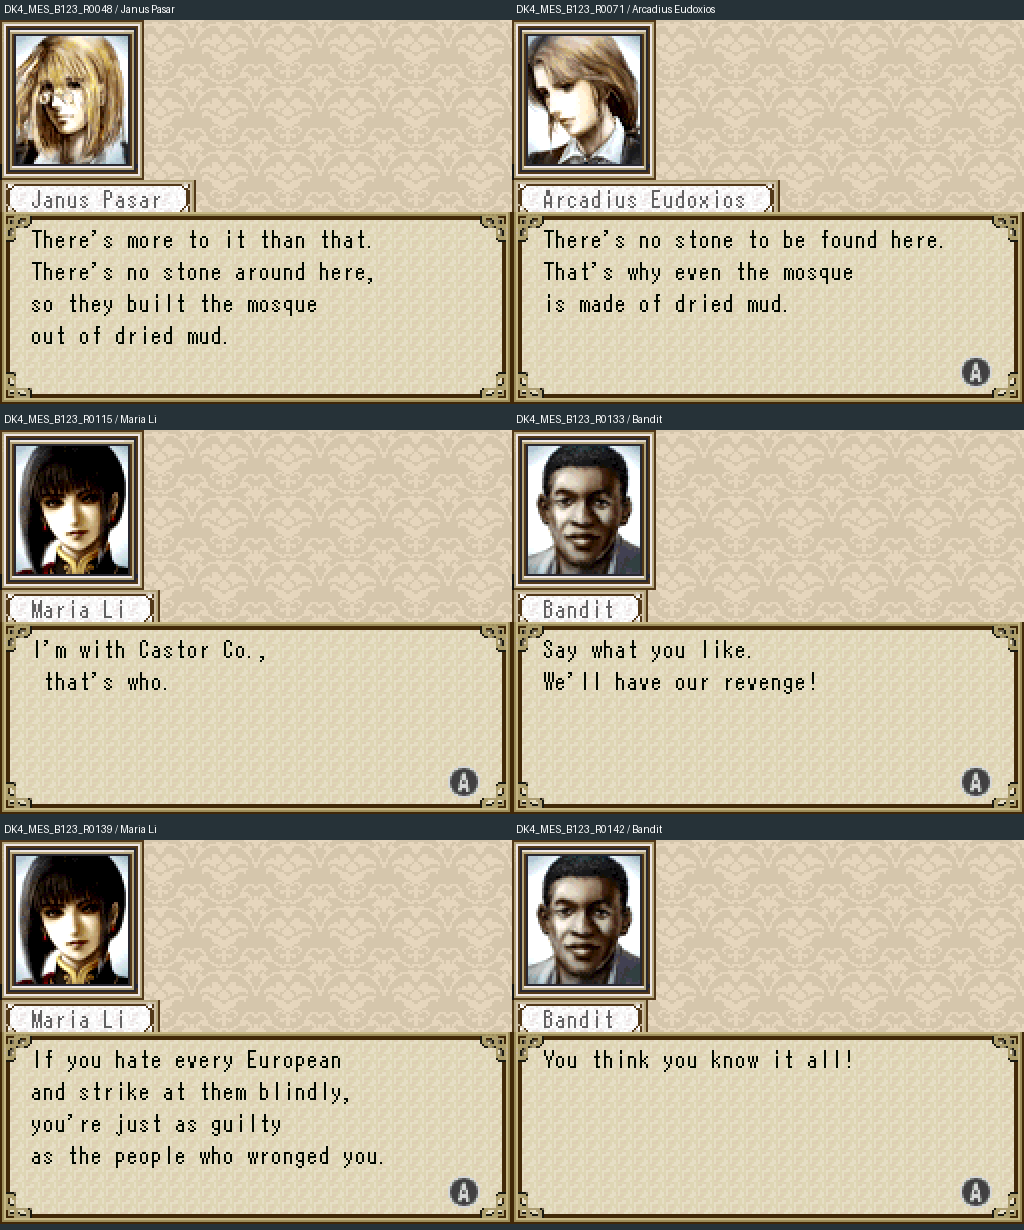 DK4_MES_B123_R0048 / Janus Pasar
Janus Pasar
There's more to it than that.
There's no stone around here,
so they built the mosque
out of dried mud.
DK4_MES_B123_R0071 / Arcadius Eudoxios
Arcadius Eudoxios
There's no stone to be found here.
That's why even the mosque
is made of dried mud.
A
DK4_MES_B123_R0115 / Maria Li
Maria Li
I'm with Castor Co.,
that's who.
A
DK4_MES_B123_R0133 / Bandit
Bandit
Say what you like.
We'll have our revenge!
A
DK4_MES_B123_R0139 / Maria Li
Maria Li
If you hate every European
and strike at them blindly,
you're just as guilty
as the people who wronged you.
A
DK4_MES_B123_R0142 / Bandit
Bandit
You think you know it all!
A